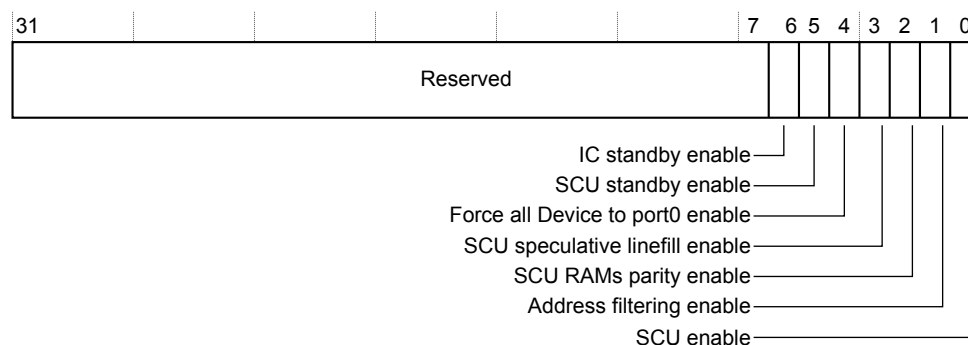 31 7 6 5 4 3 2 1 0
Reserved
IC standby enable
SCU standby enable
Force all Device to port0 enable
SCU speculative linefill enable
SCU RAMs parity enable
Address filtering enable
SCU enable